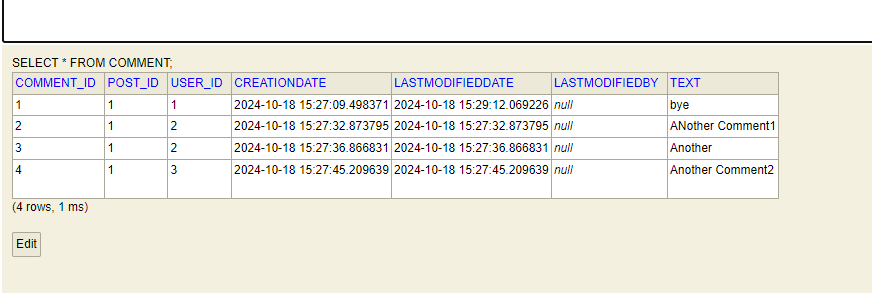 SELECT * FROM COMMENT;
COMMENT_ID POST_ID USER_ID CREATIONDATE LASTMODIFIEDDATE LASTMODIFIEDBY TEXT
1 1 1 2024-10-18 15:27:09.498371 2024-10-18 15:29:12.069226 null bye
2 1 2 2024-10-18 15:27:32.873795 2024-10-18 15:27:32.873795 null ANother Comment1
3 1 2 2024-10-18 15:27:36.866831 2024-10-18 15:27:36.866831 null Another
4 1 3 2024-10-18 15:27:45.209639 2024-10-18 15:27:45.209639 null Another Comment2
(4 rows, 1 ms)
Edit